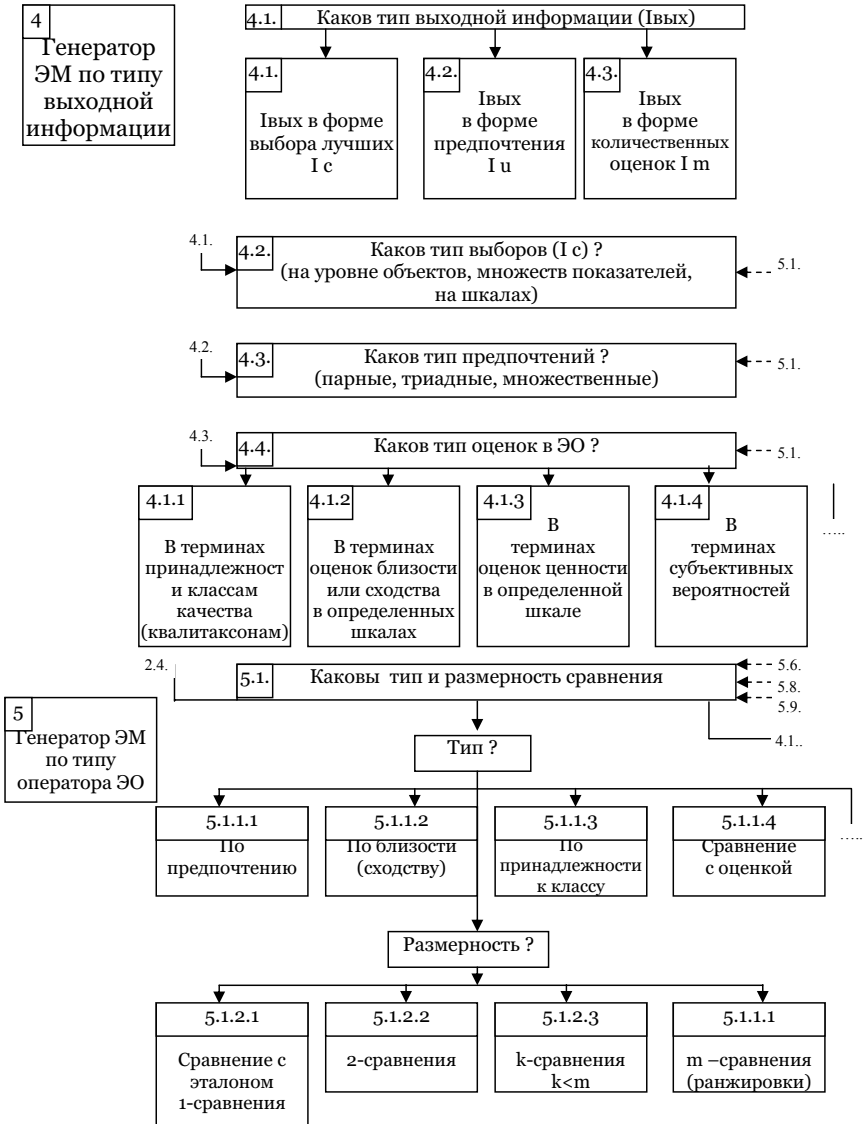 4
Генератор
ЭМ по типу
выходной
информации
4.1. Каков тип выходной информации (Iвых)
4.1.
Iвых в форме
выбора лучших
I c
4.2.
Iвых
в форме
предпочтения
I u
4.3.
Iвых
в форме
количественных
оценок I m
4.1.
4.2. Каков тип выборов (I c) ?
(на уровне объектов, множеств показателей,
на шкалах)
5.1.
4.2.
4.3. Каков тип предпочтений ?
(парные, триадные, множественные)
5.1.
4.3.
4.4. Каков тип оценок в ЭО ?
5.1.
4.1.1
В терминах
принадлежност
и классам
качества
(квалитаксонам)
4.1.2
В терминах
оценок близости
или сходства
в определенных
шкалах
4.1.3
В
терминах
оценок ценности
в определенной
шкале
4.1.4
В
терминах
субъективных
вероятностей
.....
2.4.
5.1. Каковы тип и размерность сравнения
5.6.
5.8.
5.9.
4.1..
5
Генератор ЭМ
по типу
оператора ЭО
Тип ?
5.1.1.1
По
предпочтению
5.1.1.2
По близости
(сходству)
5.1.1.3
По
принадлежности
к классу
5.1.1.4
Сравнение
с оценкой
.....
Размерность ?
5.1.2.1
Сравнение с
эталоном
1-сравнения
5.1.2.2
2-сравнения
5.1.2.3
k-сравнения
k<m
5.1.1.1
m –сравнения
(ранжировки)